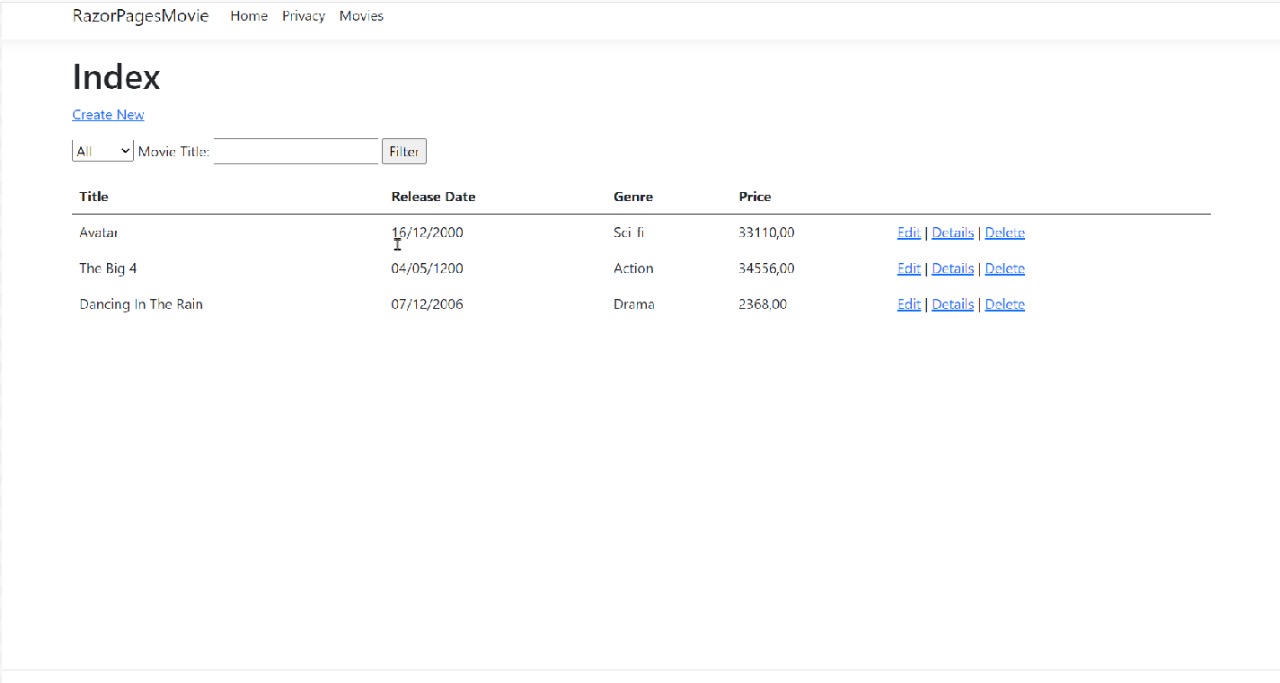 RazorPagesMovie Home Privacy Movies
Index
Create New
All Movie Title: Filter
Title Release Date Genre Price
Avatar 16/12/2000 Sci-fi 33110,00 Edit | Details | Delete
The Big 4 04/05/1200 Action 34556,00 Edit | Details | Delete
Dancing In The Rain 07/12/2006 Drama 2368,00 Edit | Details | Delete